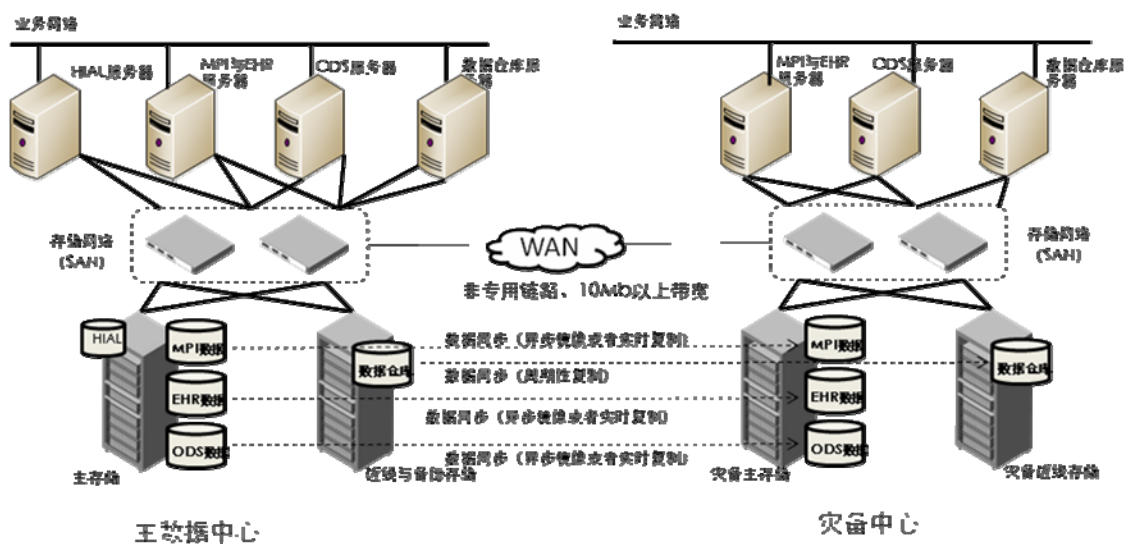 业务网络
业务网络
HIAL服务器
MPI与EHR
服务器
ODS服务器
数据仓库服
务器
MPI与EHR
服务器
ODS服务器
数据仓库服
务器
存储网络
(SAN)
WAN
存储网络
(SAN)
非专用链路、10Mb以上带宽
HIAL
MPI数据
数据仓库
数据同步（异步镜像或者实时复制）
MPI数据
数据仓库
数据同步（周期性复制）
EHR数据
EHR数据
数据同步（异步镜像或者实时复制）
ODS数据
数据同步（异步镜像或者实时复制）
ODS数据
主存储
近线与备份存储
灾备主存储
灾备近线存储
主数据中心
灾备中心